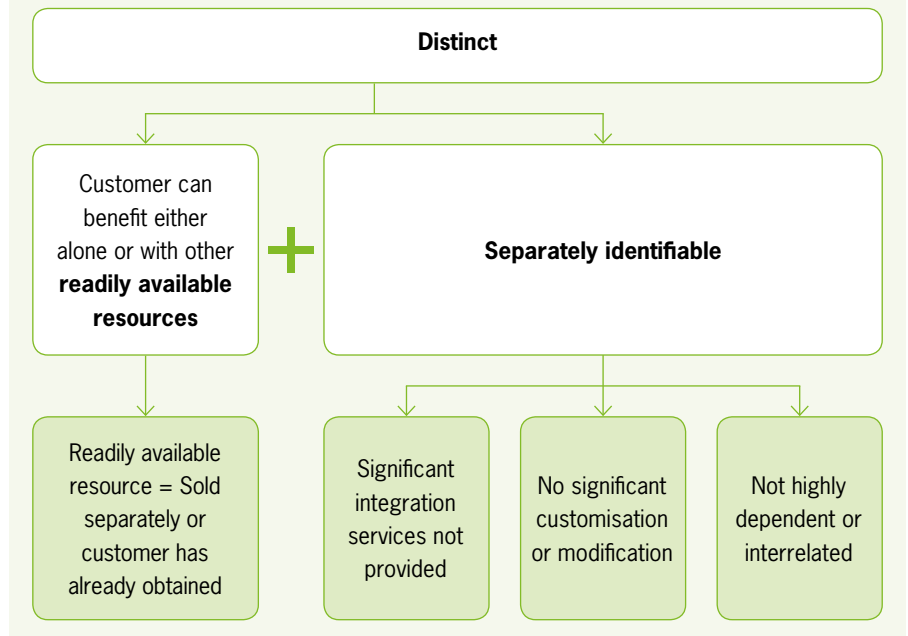 Distinct
Customer can
benefit either
alone or with other
readily available
resources
+
Separately identifiable
Readily available
resource = Sold
separately or
customer has
already obtained
Significant
integration
services not
provided
No significant
customisation
or modification
Not highly
dependent or
interrelated